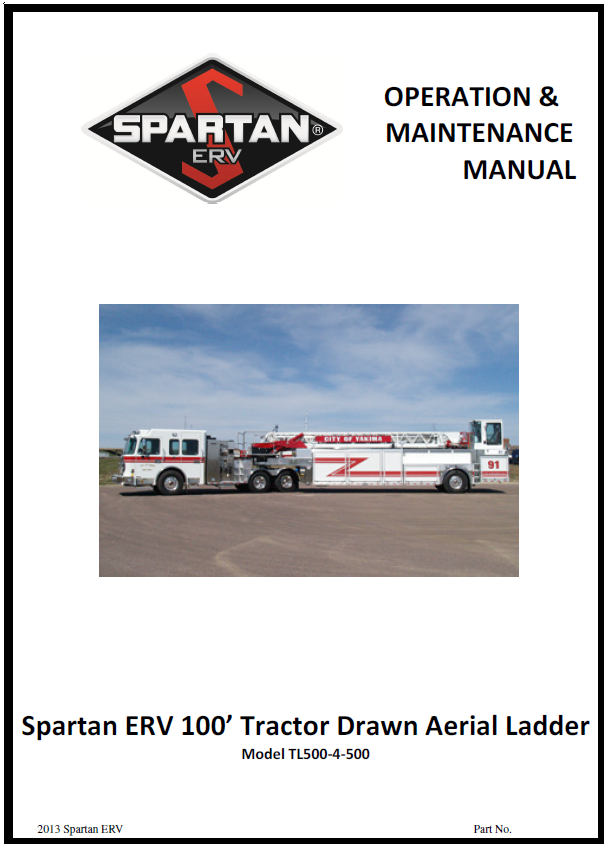 SPARTAN®
ERV
OPERATION &
MAINTENANCE
MANUAL
CITY OF YAKIMA
91
Spartan ERV 100’ Tractor Drawn Aerial Ladder
Model TL500-4-500
2013 Spartan ERV
Part No.